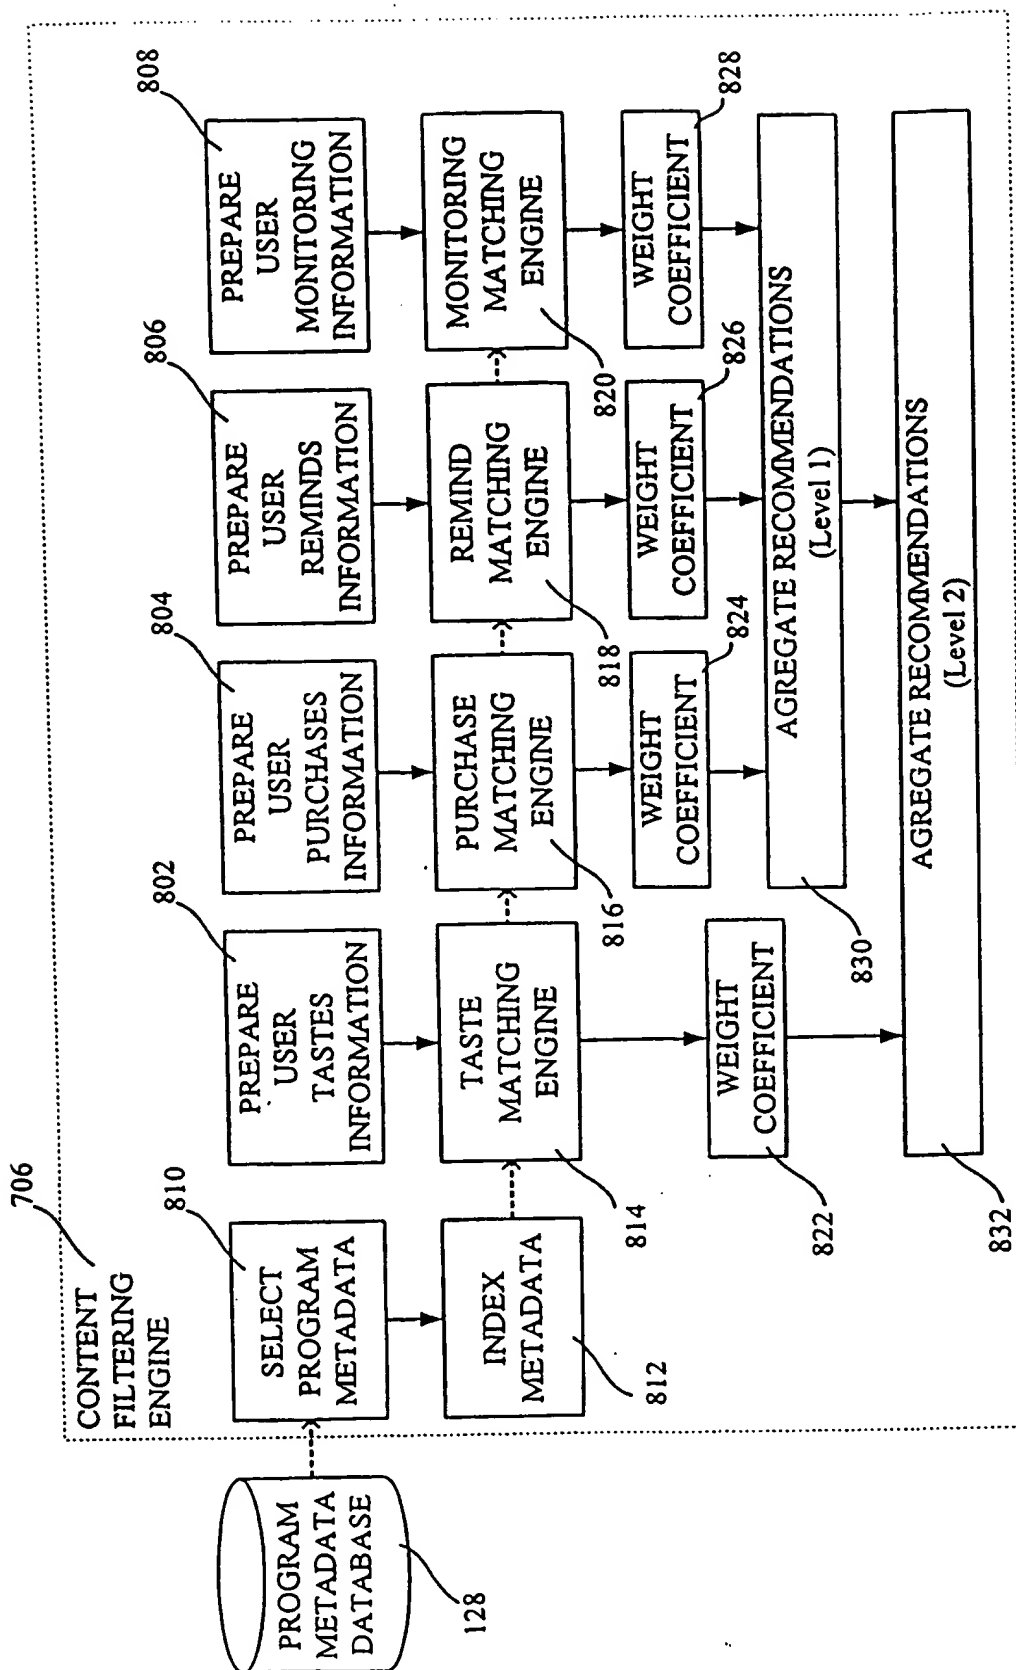 706
CONTENT
FILTERING
ENGINE
PROGRAM
METADATA
DATABASE
128
810
SELECT
PROGRAM
METADATA
INDEX
METADATA
812
802
PREPARE
USER
TASTES
INFORMATION
TASTE
MATCHING
ENGINE
814
WEIGHT
COEFFICIENT
822
804
PREPARE
USER
PURCHASES
INFORMATION
PURCHASE
MATCHING
ENGINE
816
WEIGHT
COEFFICIENT
824
806
PREPARE
USER
REMINDS
INFORMATION
REMIND
MATCHING
ENGINE
818
WEIGHT
COEFFICIENT
826
808
PREPARE
USER
MONITORING
INFORMATION
MONITORING
MATCHING
ENGINE
820
WEIGHT
COEFFICIENT
828
AGREGATE RECOMMENDATIONS
(Level 1)
830
AGREGATE RECOMMENDATIONS
(Level 2)
832